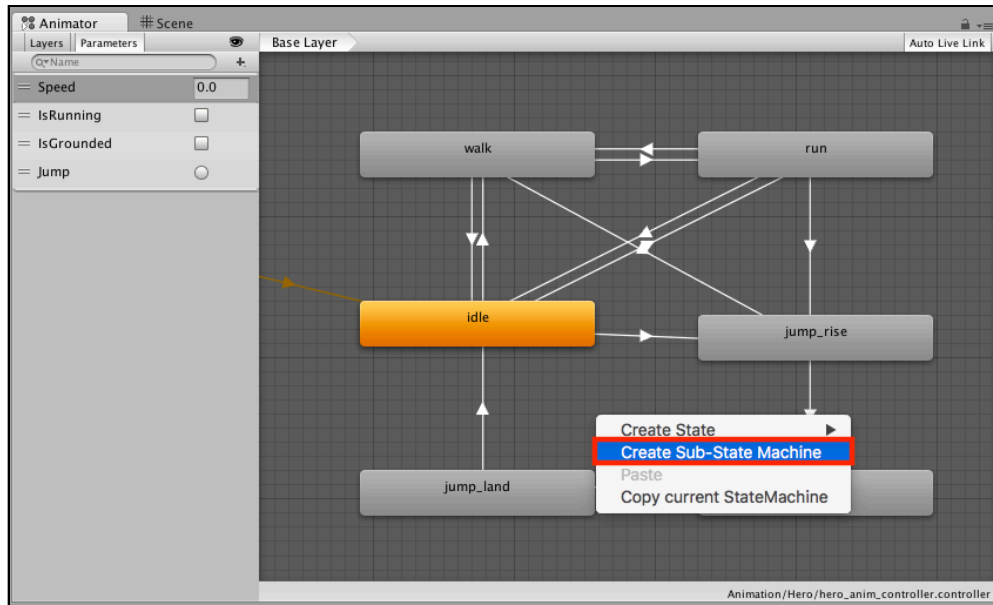 Animator
Scene
Layers Parameters
Base Layer
Auto Live Link
Name
Speed 0.0
IsRunning
IsGrounded
Jump
walk
run
idle
jump_rise
Create State
Create Sub-State Machine
Paste
Copy current StateMachine
jump_land
Animation/Hero/hero_anim_controller.controller